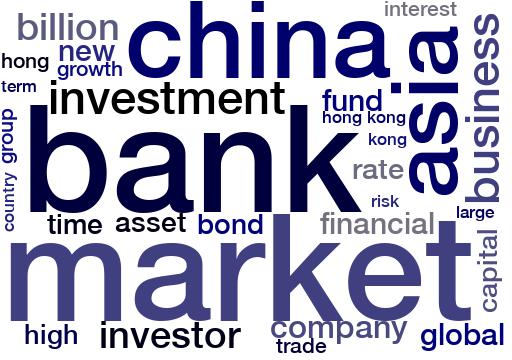 interest
billion
china
new
hong
growth
asia
business
term
investment
fund
hong kong
group
bank
kong
rate
country
risk
large
time
asset
bond
financial
market
capital
high
investor
company
trade
global